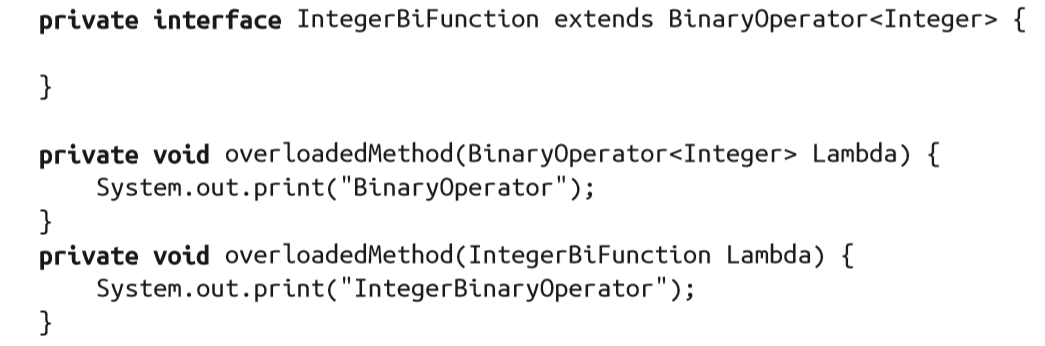 private interface IntegerBiFunction extends BinaryOperator<Integer> {
}
private void overloadedMethod(BinaryOperator<Integer> Lambda) {
    System.out.print("BinaryOperator");
}
private void overloadedMethod(IntegerBiFunction Lambda) {
    System.out.print("IntegerBinaryOperator");
}